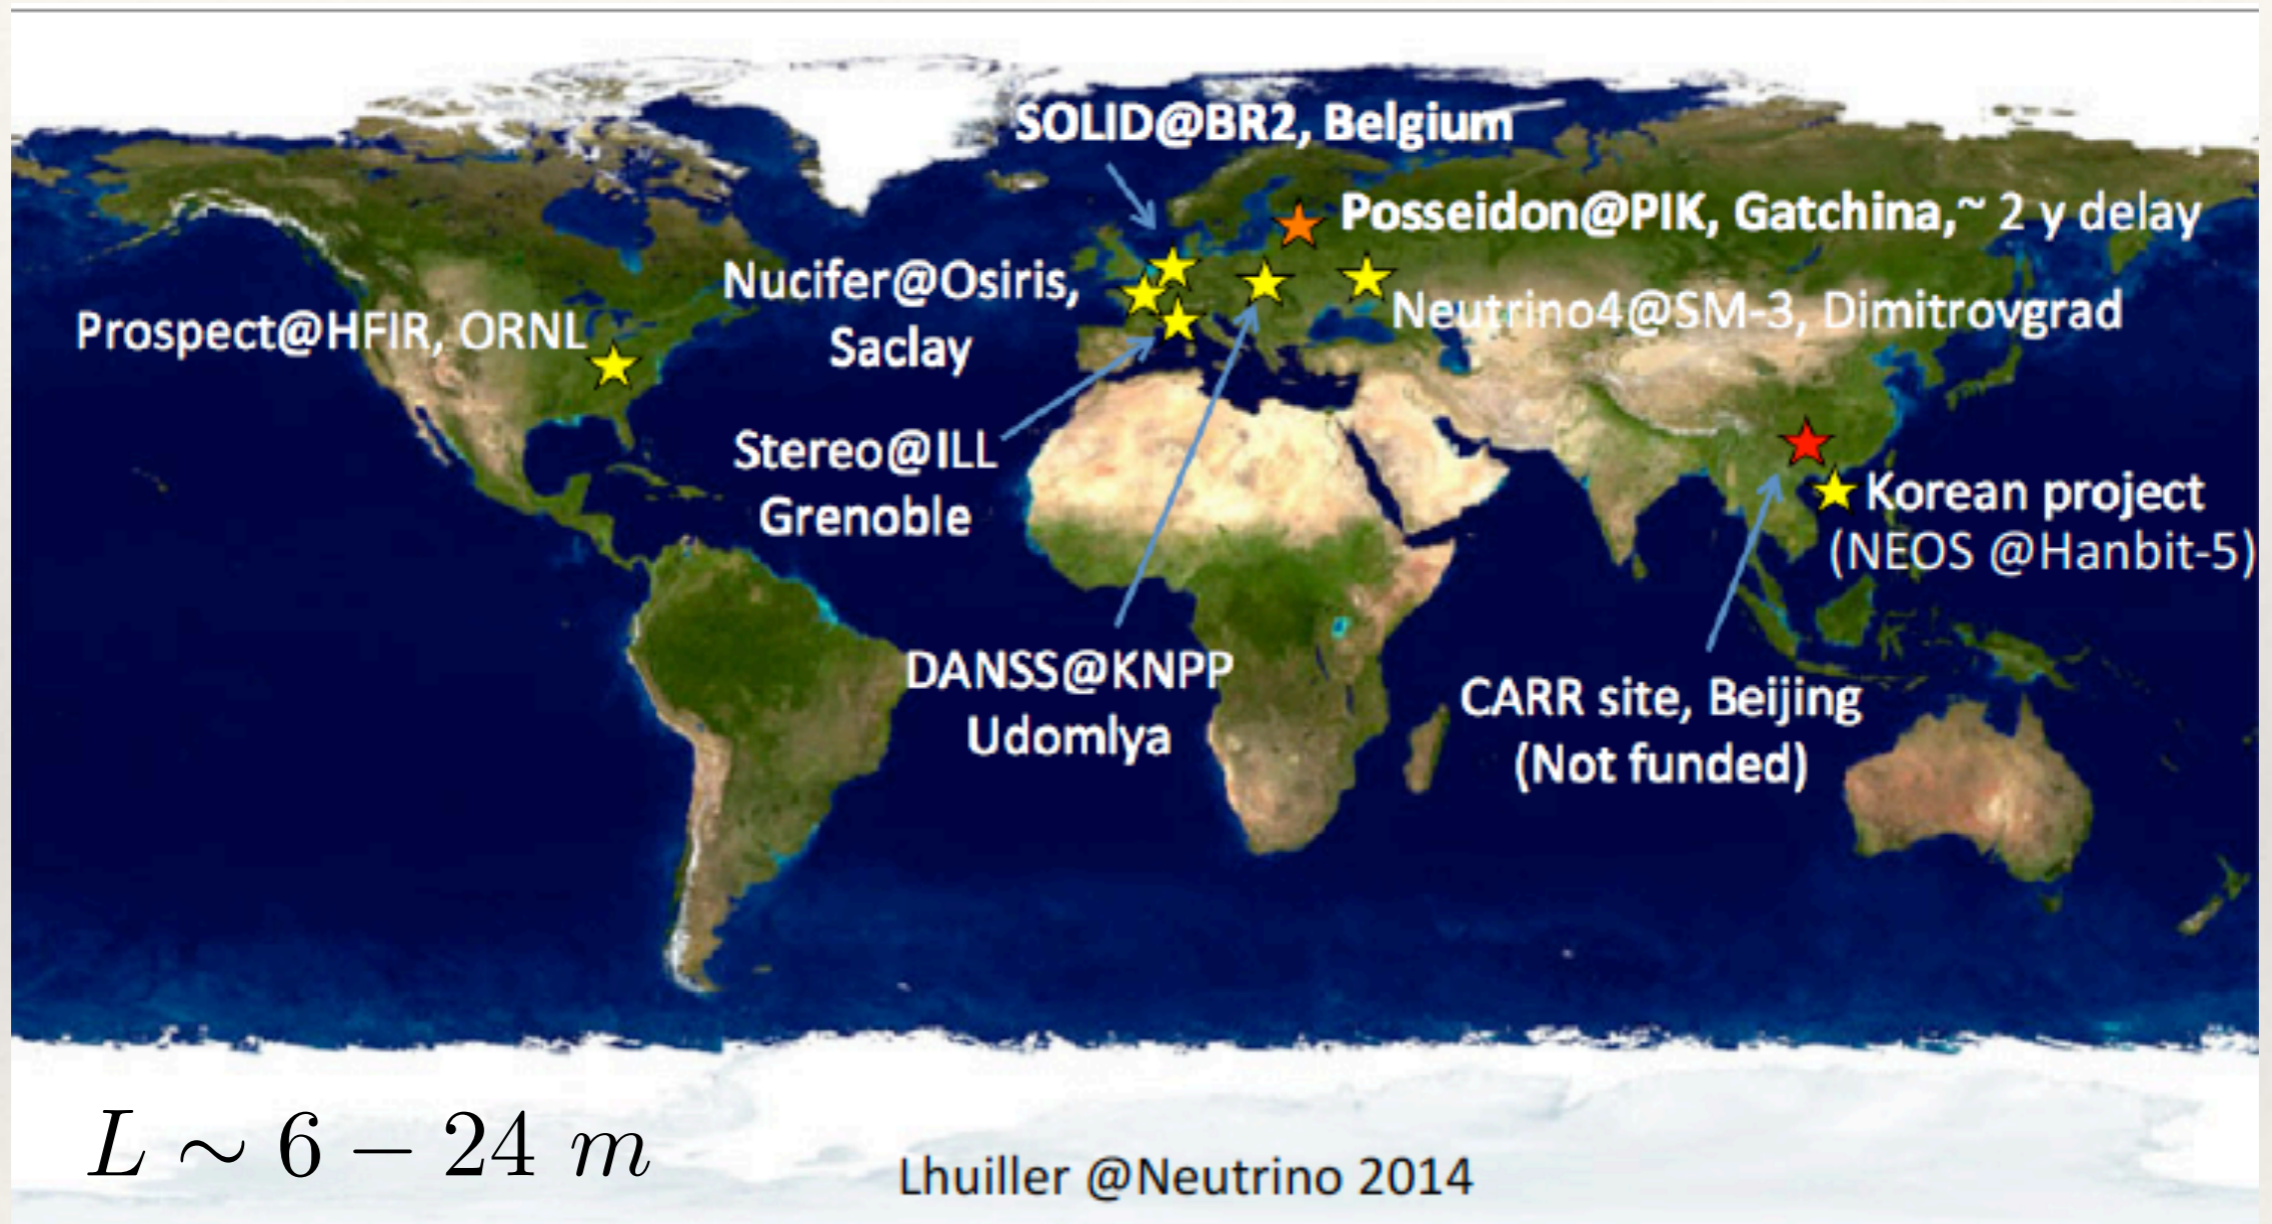 SOLID@BR2, Belgium
Posseidon@PIK, Gatchina,~ 2 y delay
Nucifer@Osiris,
Saclay
Neutrino4@SM-3, Dimitrovgrad
Prospect@HFIR, ORNL
Stereo@ILL
Grenoble
Korean project
(NEOS @Hanbit-5)
DANSS@KNPP
Udomlya
CARR site, Beijing
(Not funded)
L ∼ 6 − 24 m
Lhuiller @Neutrino 2014